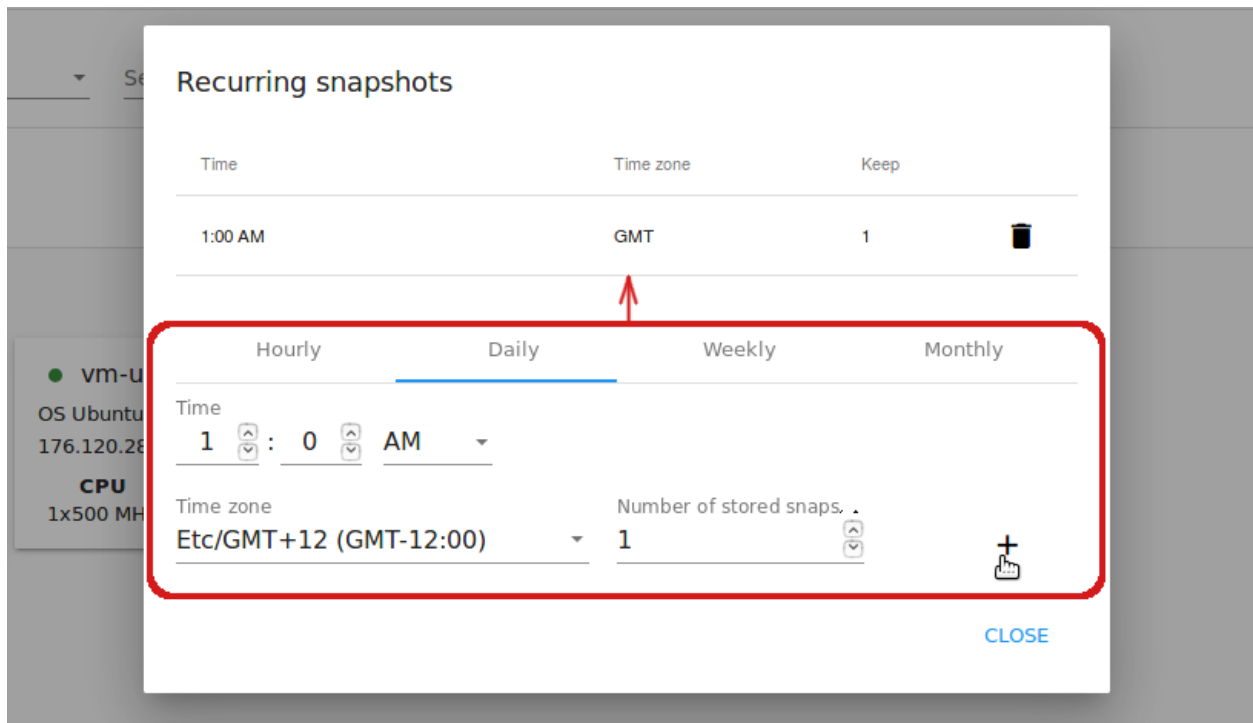 Recurring snapshots
Time Time zone Keep
1:00 AM GMT 1
Hourly Daily Weekly Monthly
vm-u
OS Ubuntu
176.120.28
CPU
1x500 MH
Time
1 : 0 AM
Time zone Number of stored snaps
Etc/GMT+12 (GMT-12:00) 1
+
CLOSE